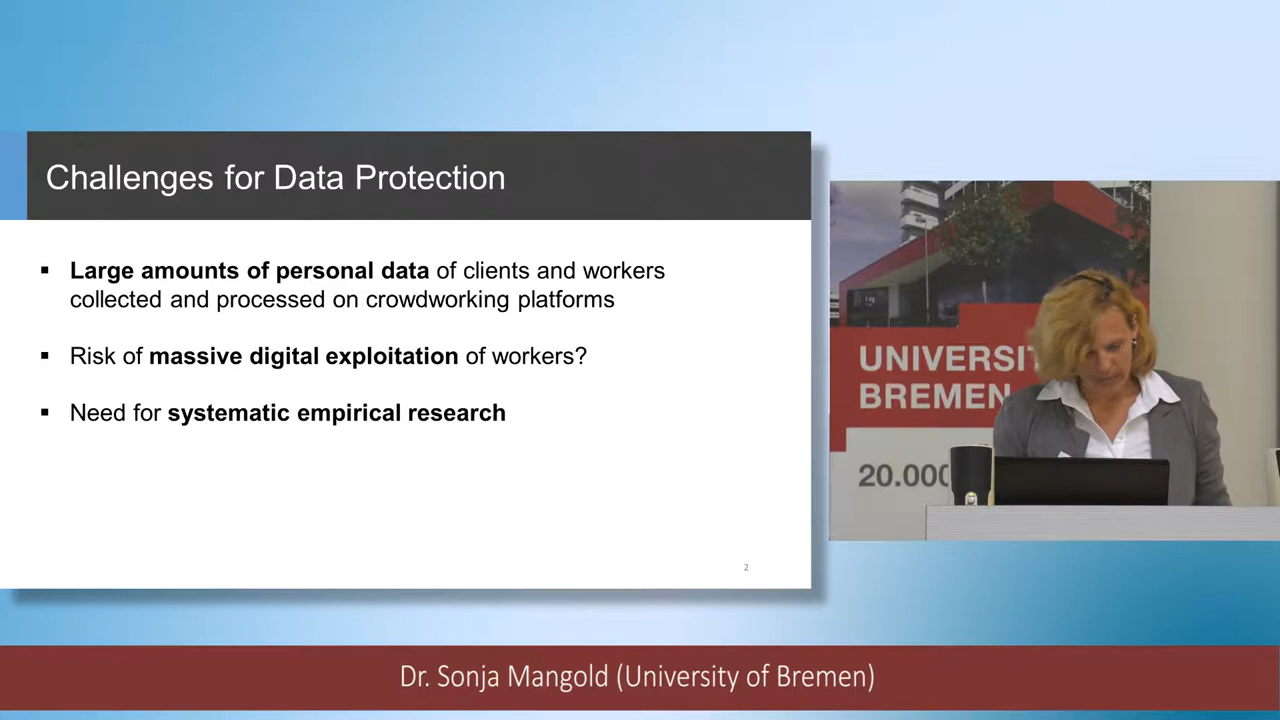 Challenges for Data Protection
▪ Large amounts of personal data of clients and workers
collected and processed on crowdworking platforms
▪ Risk of massive digital exploitation of workers?
▪ Need for systematic empirical research
2
UNIVERSIT
BREMEN
20.000
Dr. Sonja Mangold (University of Bremen)